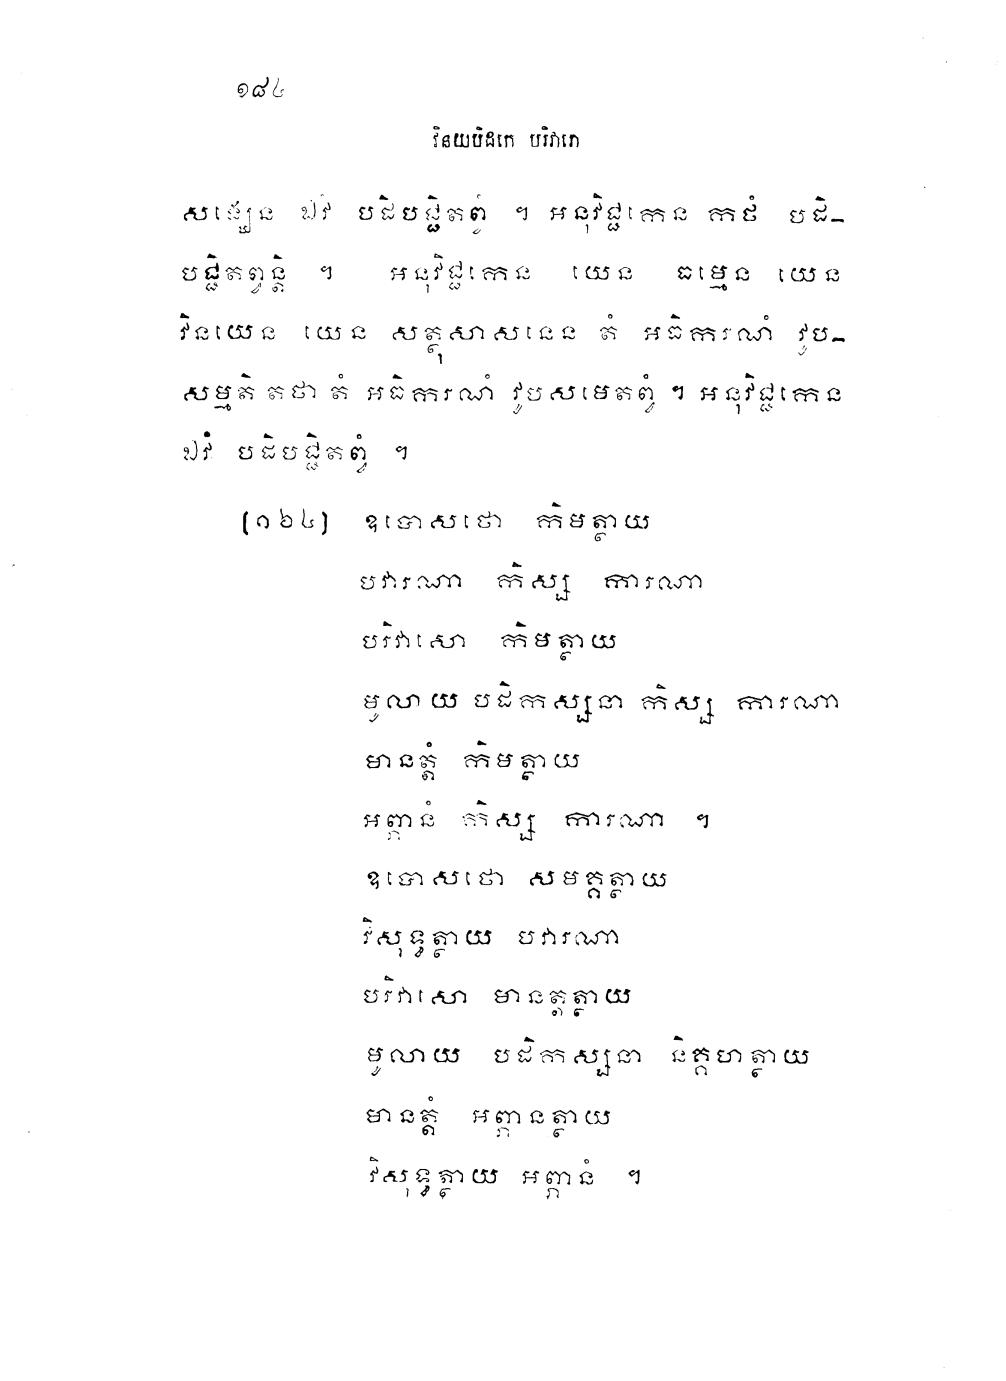 ១៨៤
វិនយបិដកេ បរិវារោ
សង្ឃេន ឯវំ បដិបជ្ជិតព្វំ ។ អនុវិជ្ជកេន កថំ បដិ-
បជ្ជិតព្វន្តិ ។ អនុវិជ្ជកេន យេន ធម្មេន យេន
វិនយេន យេន សត្ថុសាសនេន តំ អធិករណំ វូប-
សម្មតិ តថា តំ អធិករណំ វូបសមេតព្វំ ។ អនុវិជ្ជកេន
ឯវំ បដិបជ្ជិតព្វំ ។
(១៦៤) ឧបោសថោ កិមត្ថាយ
បវារណា កិស្ស ការណា
បរិវាសោ កិមត្ថាយ
មូលាយ បដិកស្សនា កិស្ស ការណា
មានត្តំ កិមត្ថាយ
អព្ភានំ កិស្ស ការណា ។
ឧបោសថោ សមគ្គត្ថាយ
វិសុទ្ធត្ថាយ បវារណា
បរិវាសោ មានត្តត្ថាយ
មូលាយ បដិកស្សនា និគ្គហត្ថាយ
មានត្តំ អព្ភានត្ថាយ
វិសុទ្ធត្ថាយ អព្ភានំ ។